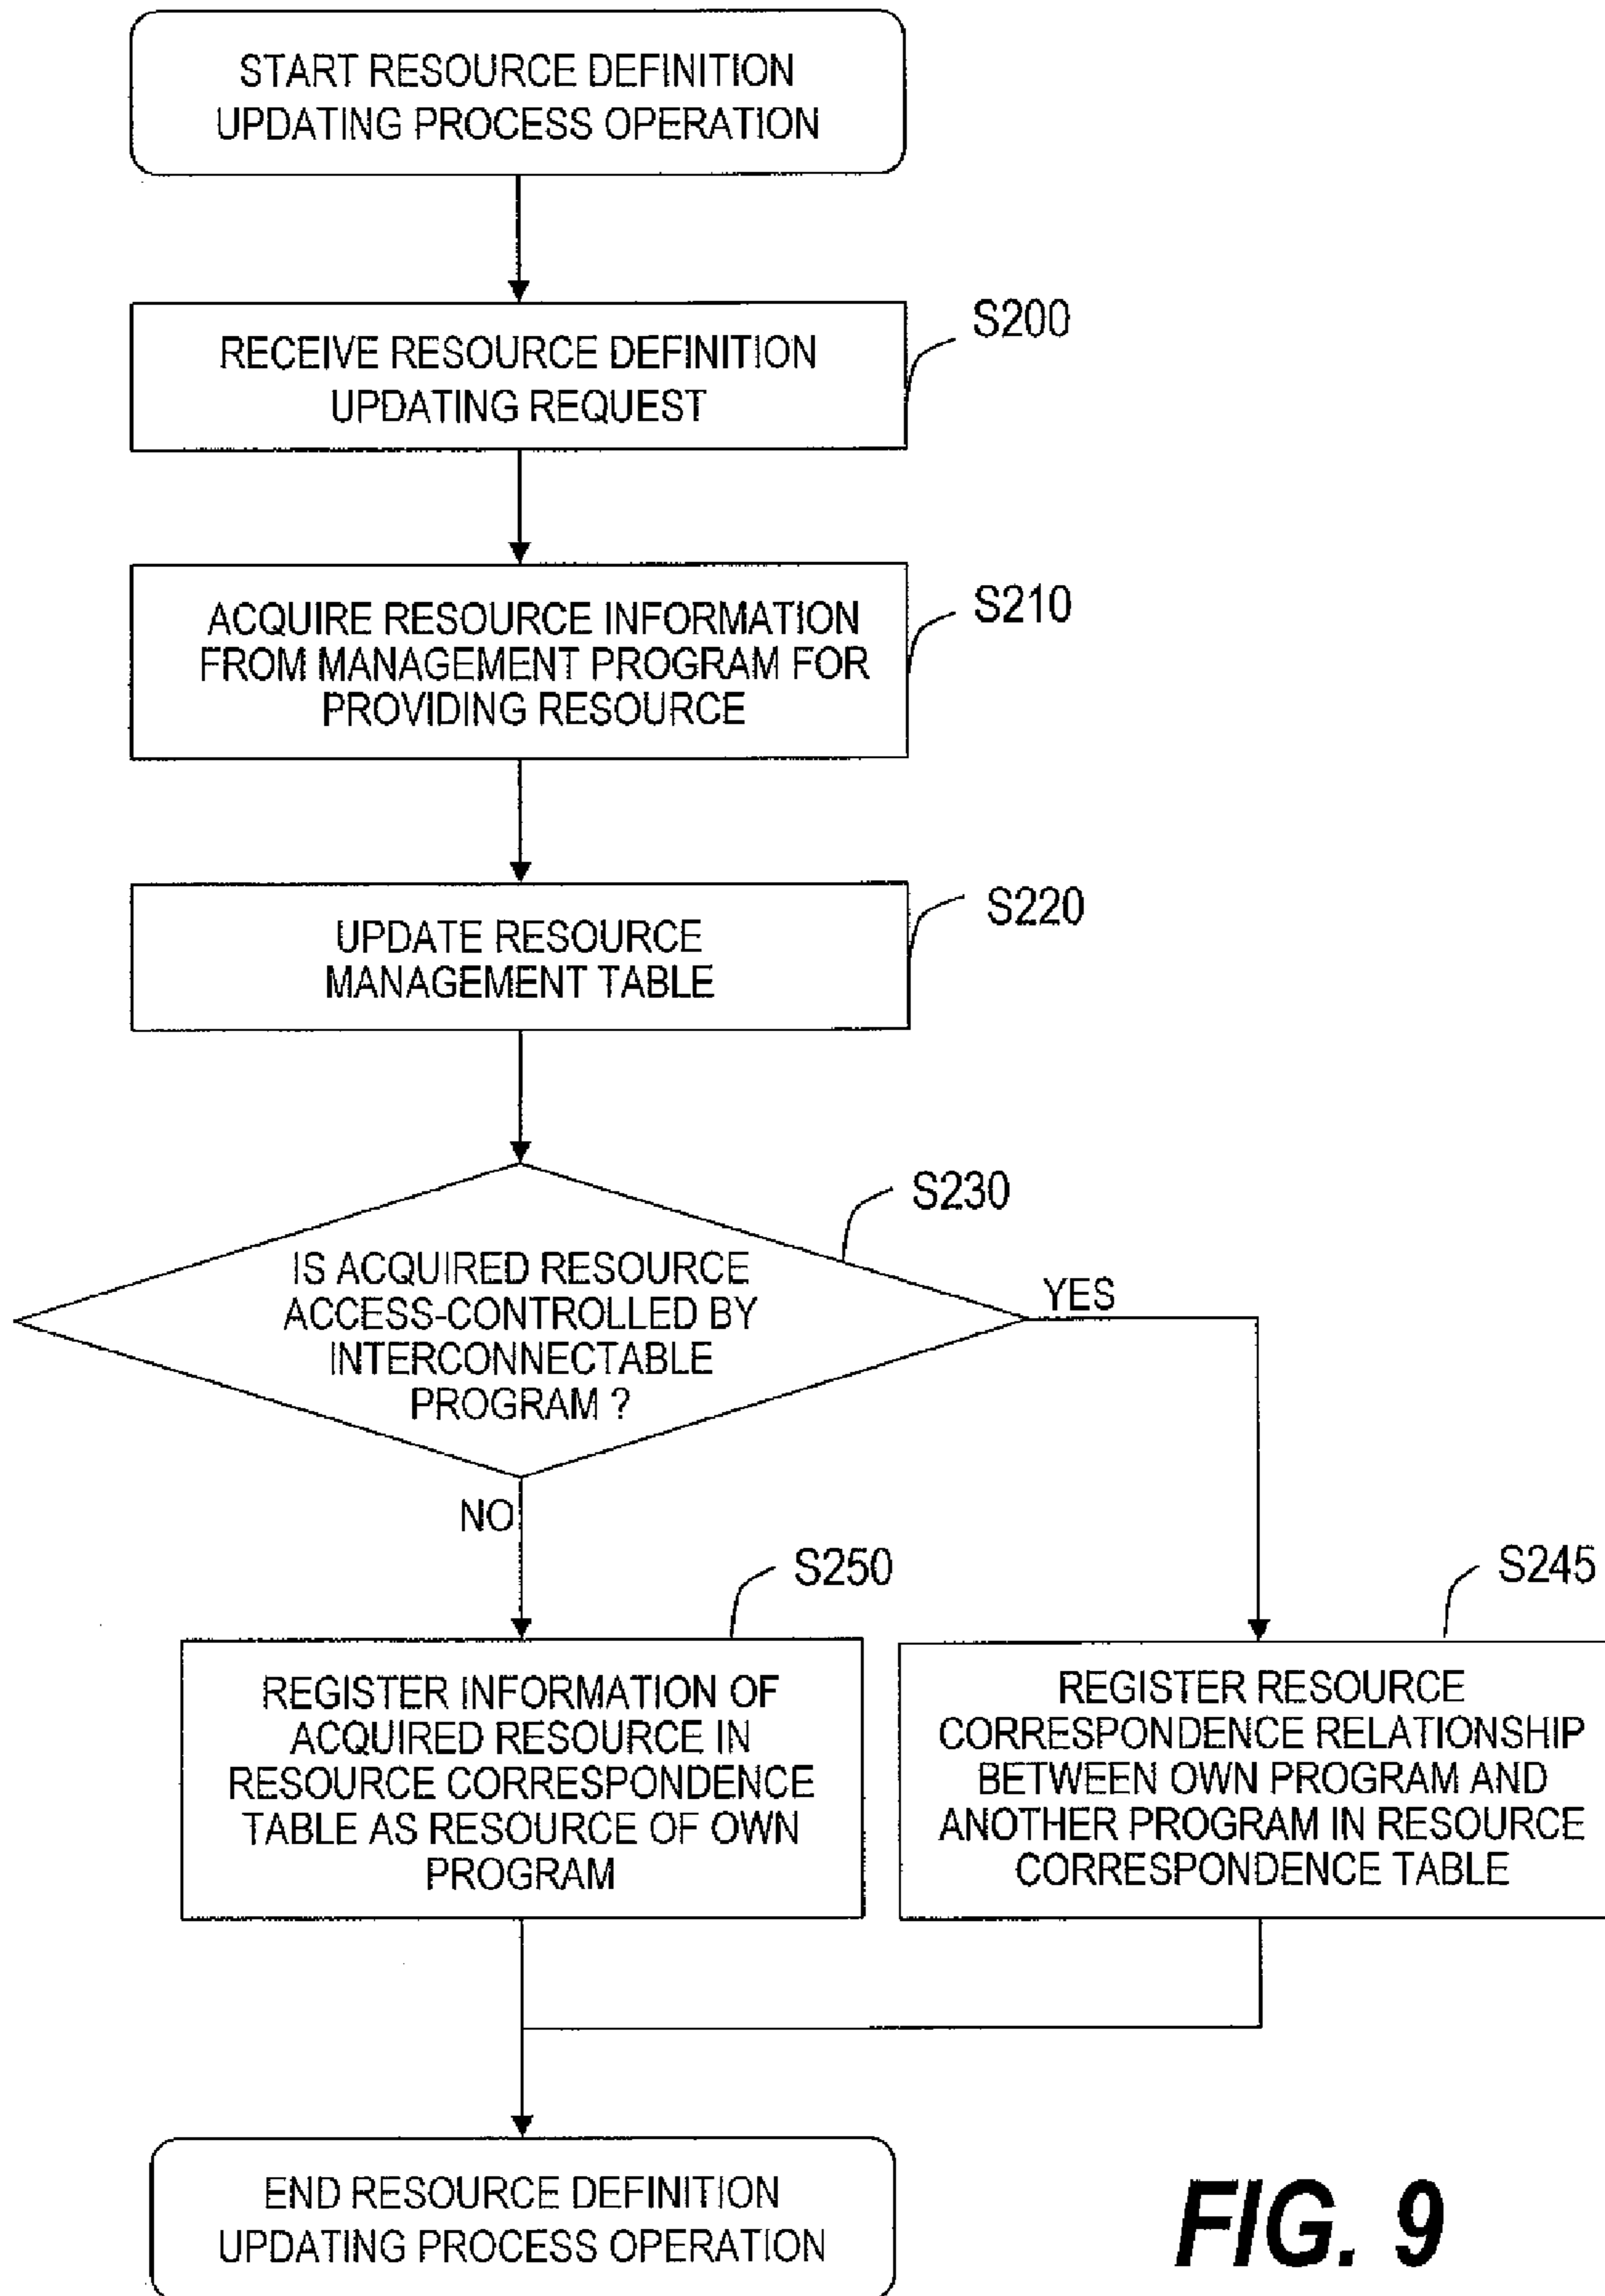 START RESOURCE DEFINITION
UPDATING PROCESS OPERATION
RECEIVE RESOURCE DEFINITION
UPDATING REQUEST
S200
ACQUIRE RESOURCE INFORMATION
FROM MANAGEMENT PROGRAM FOR
PROVIDING RESOURCE
S210
UPDATE RESOURCE
MANAGEMENT TABLE
S220
IS ACQUIRED RESOURCE
ACCESS-CONTROLLED BY
INTERCONNECTABLE
PROGRAM ?
S230
YES
NO
S250
REGISTER INFORMATION OF
ACQUIRED RESOURCE IN
RESOURCE CORRESPONDENCE
TABLE AS RESOURCE OF OWN
PROGRAM
S245
REGISTER RESOURCE
CORRESPONDENCE RELATIONSHIP
BETWEEN OWN PROGRAM AND
ANOTHER PROGRAM IN RESOURCE
CORRESPONDENCE TABLE
END RESOURCE DEFINITION
UPDATING PROCESS OPERATION
FIG. 9